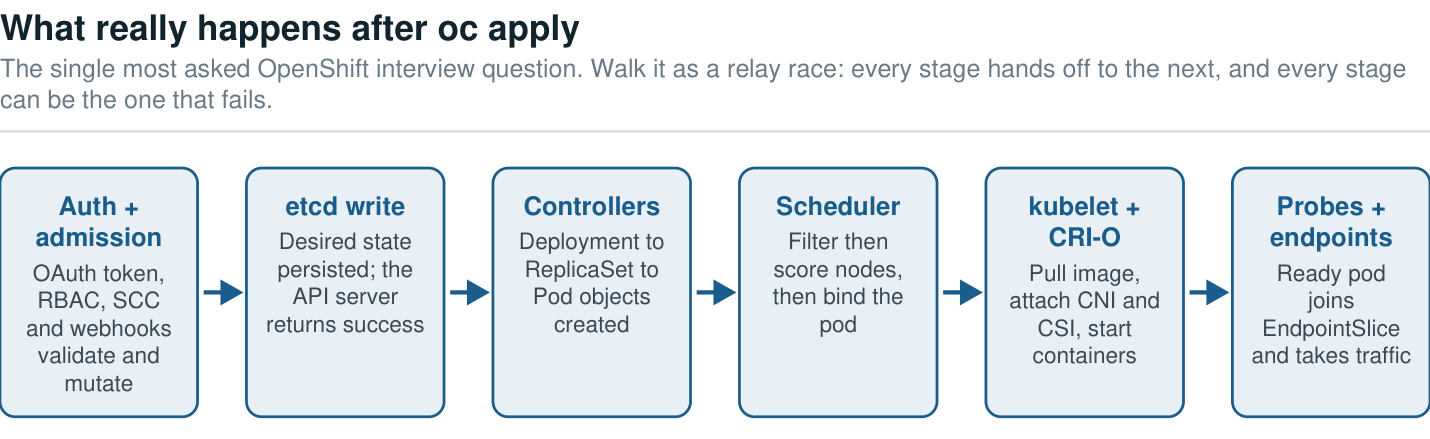 What really happens after oc apply
The single most asked OpenShift interview question. Walk it as a relay race: every stage hands off to the next, and every stage
can be the one that fails.
Auth +
admission
OAuth token,
RBAC, SCC
and webhooks
validate and
mutate
etcd write
Desired state
persisted; the
API server
returns success
Controllers
Deployment to
ReplicaSet to
Pod objects
created
Scheduler
Filter then
score nodes,
then bind the
pod
kubelet +
CRI-O
Pull image,
attach CNI and
CSI, start
containers
Probes +
endpoints
Ready pod
joins
EndpointSlice
and takes traffic